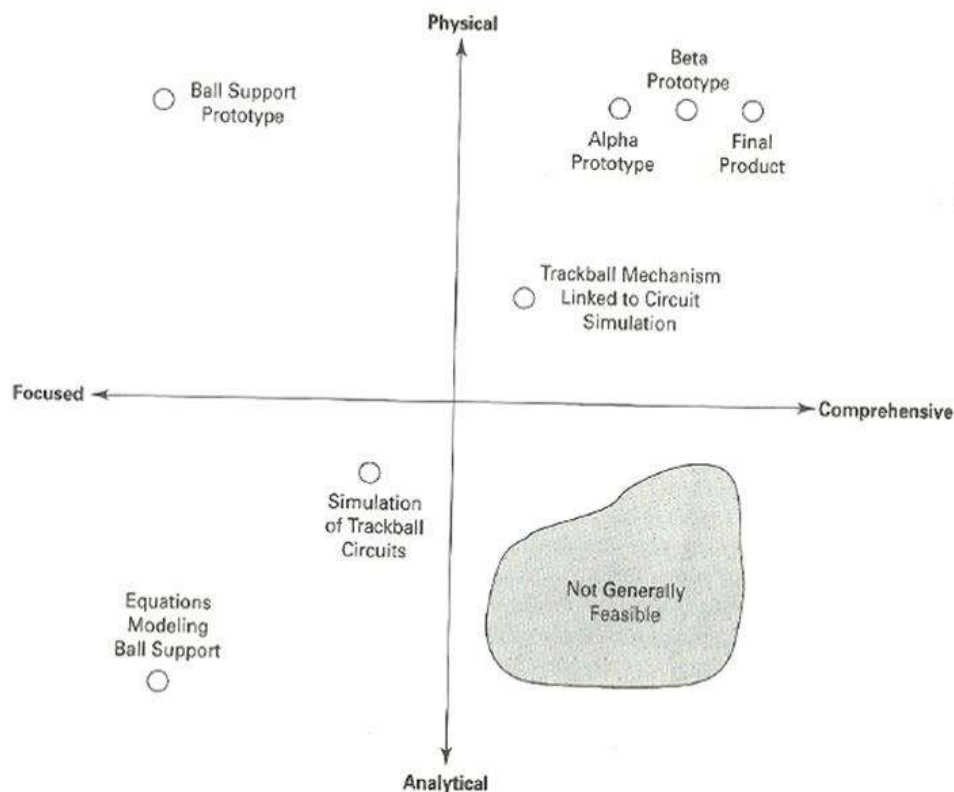 Physical
Beta
Prototype
Ball Support
Prototype
Alpha
Prototype
Final
Product
Trackball Mechanism
Linked to Circuit
Simulation
Focused
Comprehensive
Simulation
of Trackball
Circuits
Not Generally
Feasible
Equations
Modeling
Ball Support
Analytical